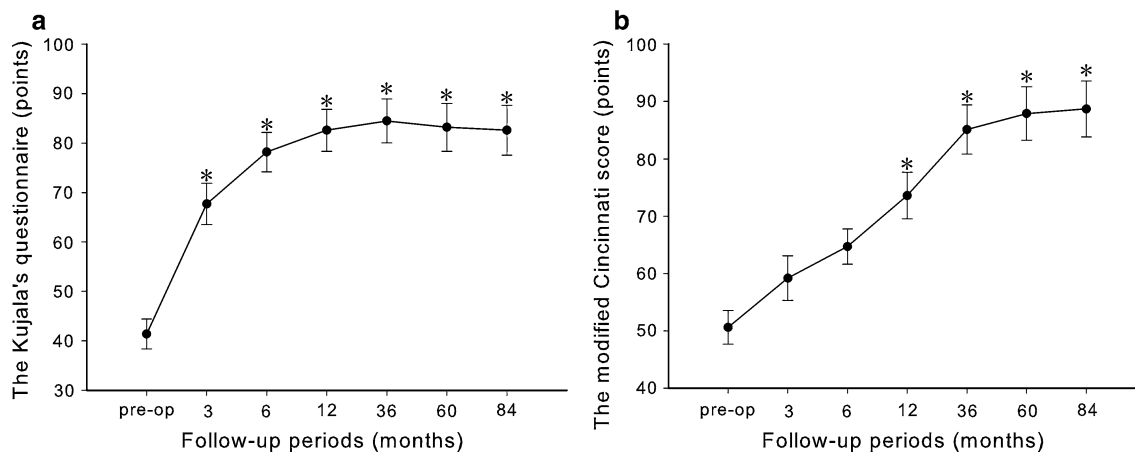 a
The Kujala's questionnaire (points)
100
90
80
70
60
50
40
30
* * * * * *
pre-op 3 6 12 36 60 84
Follow-up periods (months)
b
The modified Cincinnati score (points)
100
90
80
70
60
50
40
* * * *
pre-op 3 6 12 36 60 84
Follow-up periods (months)